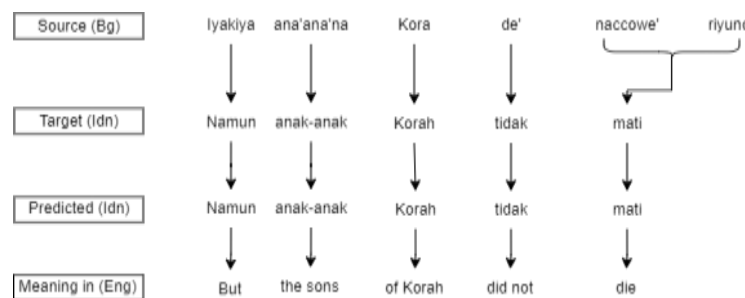 Source (Bg) Iyakiya ana'ana'na Kora de' naccowe' riyuno
Target (Idn) Namun anak-anak Korah tidak mati
Predicted (Idn) Namun anak-anak Korah tidak mati
Meaning in (Eng) But the sons of Korah did not die